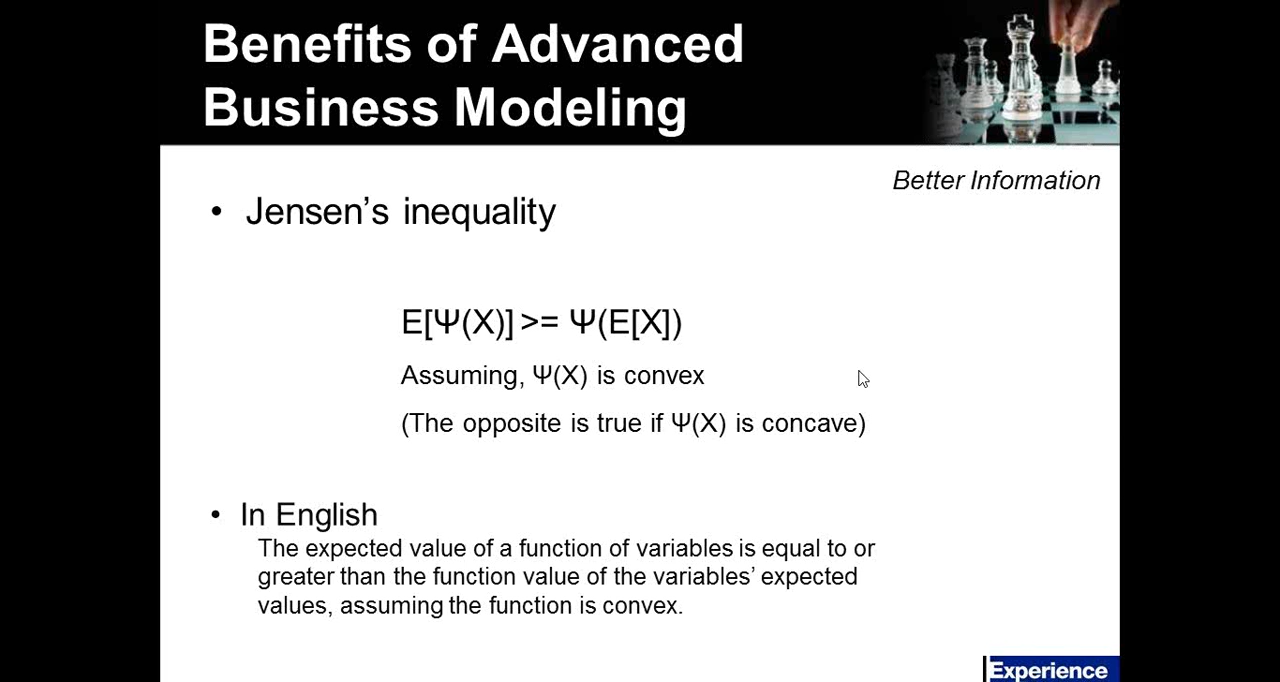 Benefits of Advanced
Business Modeling
Better Information
• Jensen’s inequality
E[Ψ(X)] >= Ψ(E[X])
Assuming, Ψ(X) is convex
(The opposite is true if Ψ(X) is concave)
• In English
The expected value of a function of variables is equal to or
greater than the function value of the variables’ expected
values, assuming the function is convex.
Experience